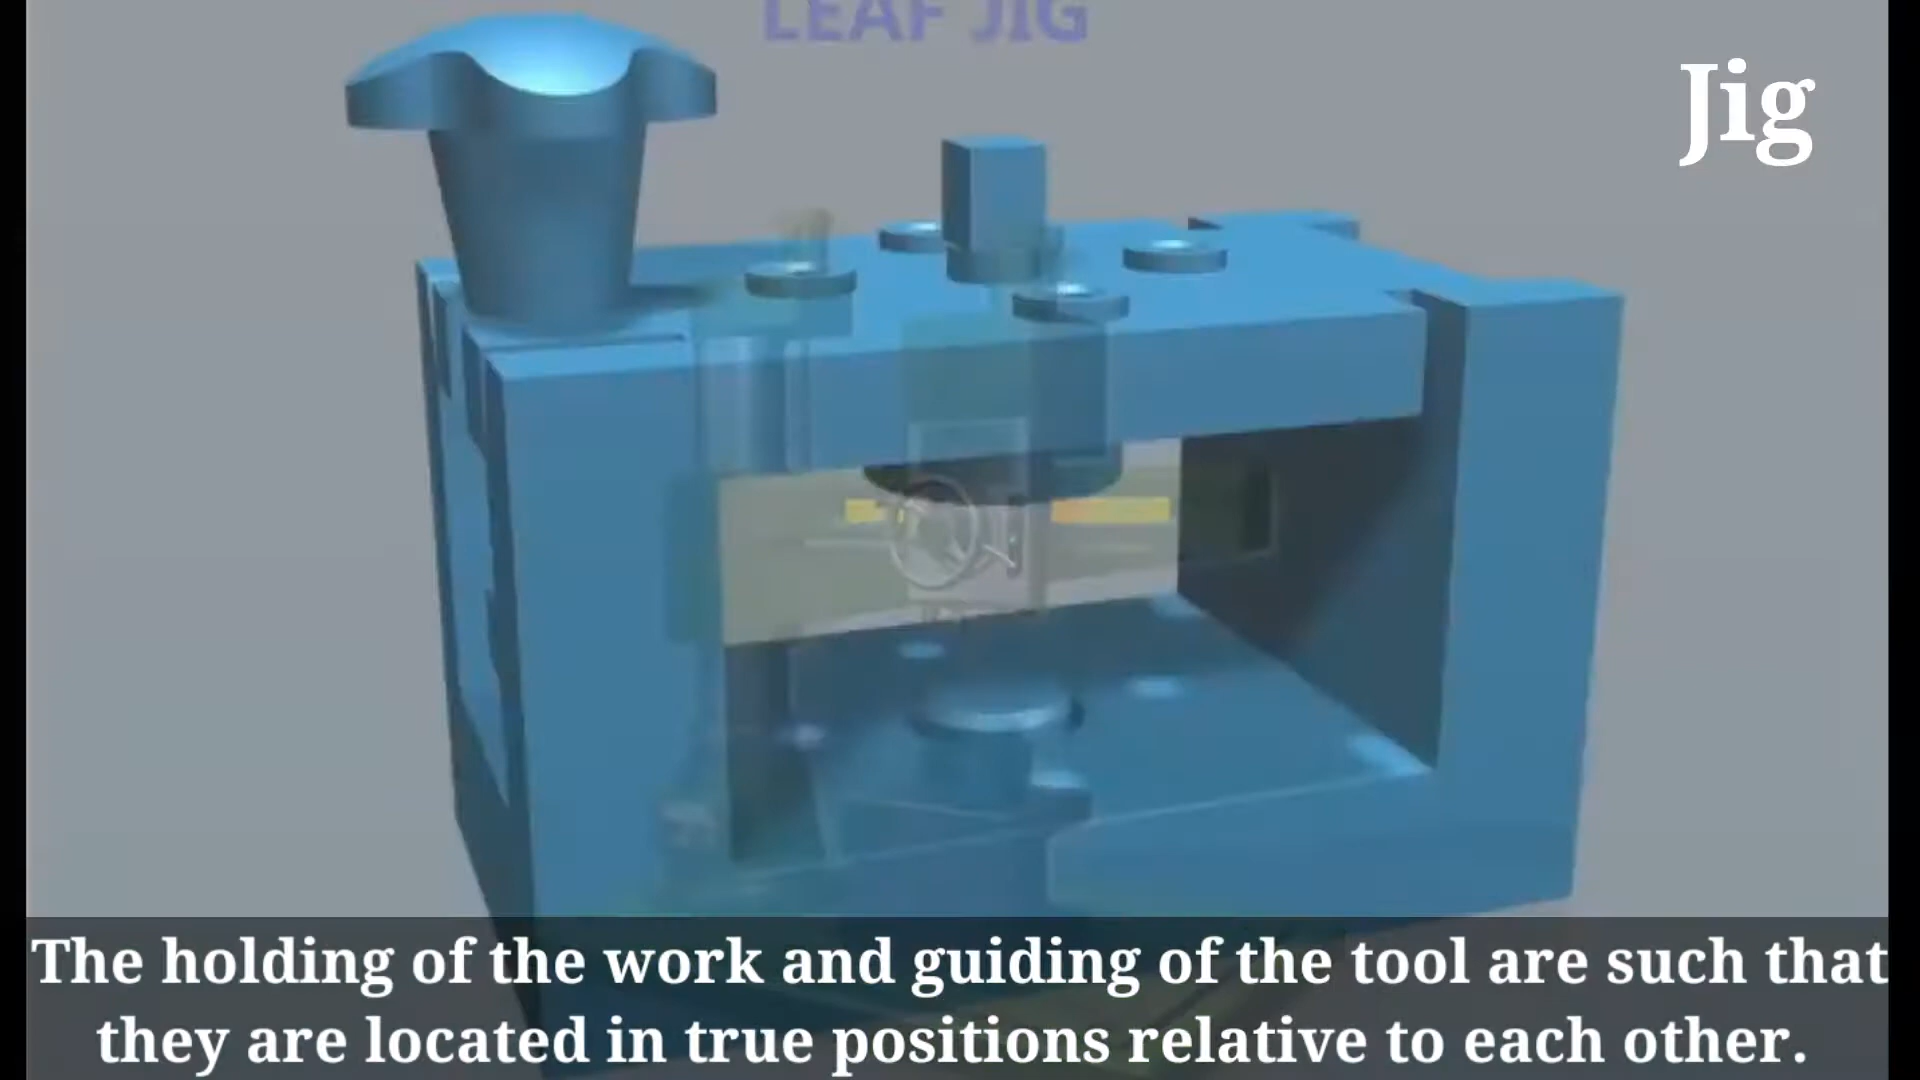 LEAF JIG
Jig
The holding of the work and guiding of the tool are such that
they are located in true positions relative to each other.